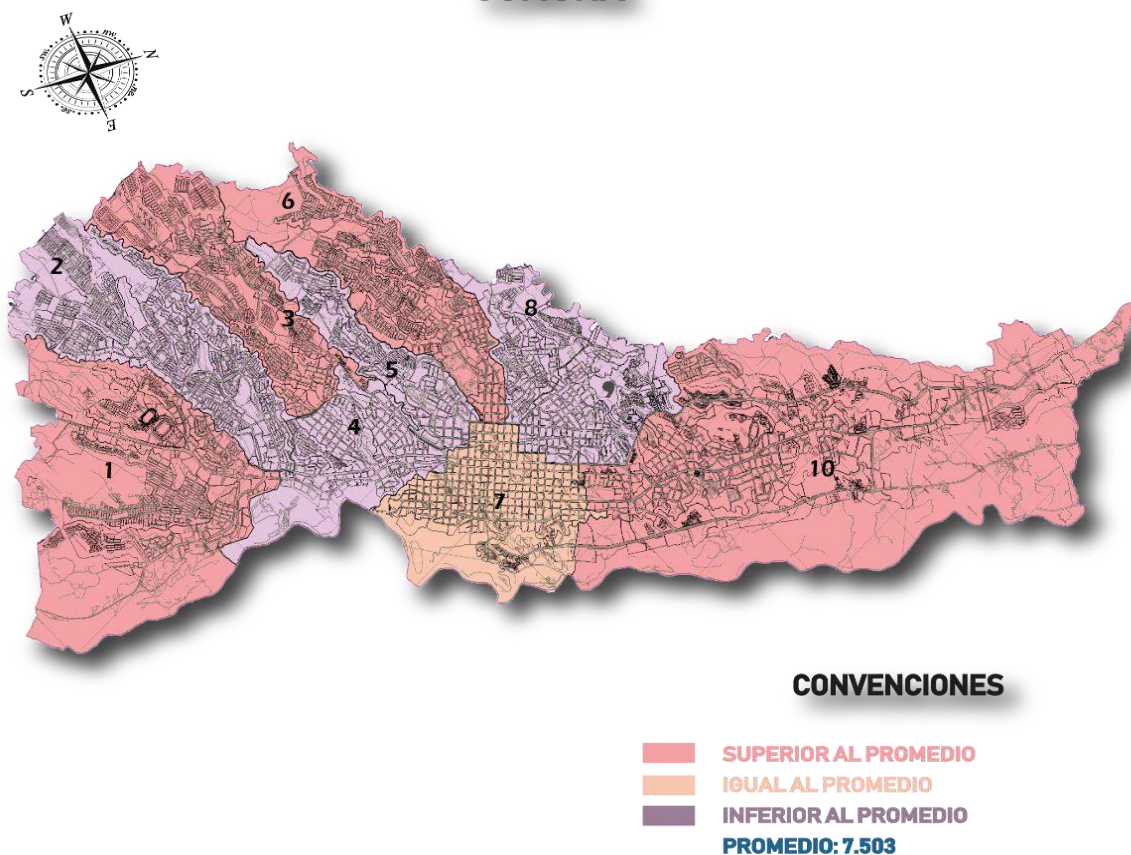 W
N
S
E
6
2
8
3
5
4
1
7
10
CONVENCIONES
SUPERIOR AL PROMEDIO
IGUAL AL PROMEDIO
INFERIOR AL PROMEDIO
PROMEDIO: 7.503